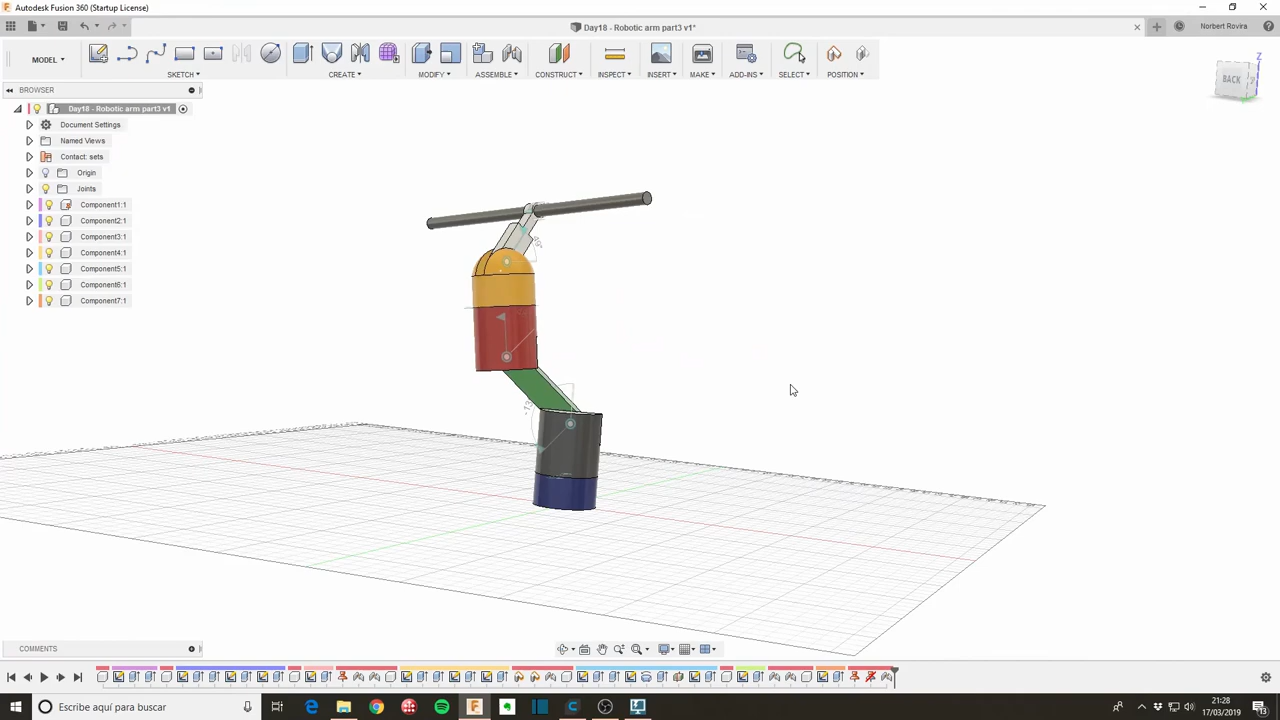 Autodesk Fusion 360 (Startup License)
Day18 - Robotic arm part3 v1*
Norbert Rovira
MODEL
SKETCH
CREATE
MODIFY
ASSEMBLE
CONSTRUCT
INSPECT
INSERT
MAKE
ADD-INS
SELECT
POSITION
BROWSER
Day18 - Robotic arm part3 v1
Document Settings
Named Views
Contact: sets
Origin
Joints
Component1:1
Component2:1
Component3:1
Component4:1
Component5:1
Component6:1
Component7:1
BACK
Z
COMMENTS
Escribe aquí para buscar
21:28
17/03/2019